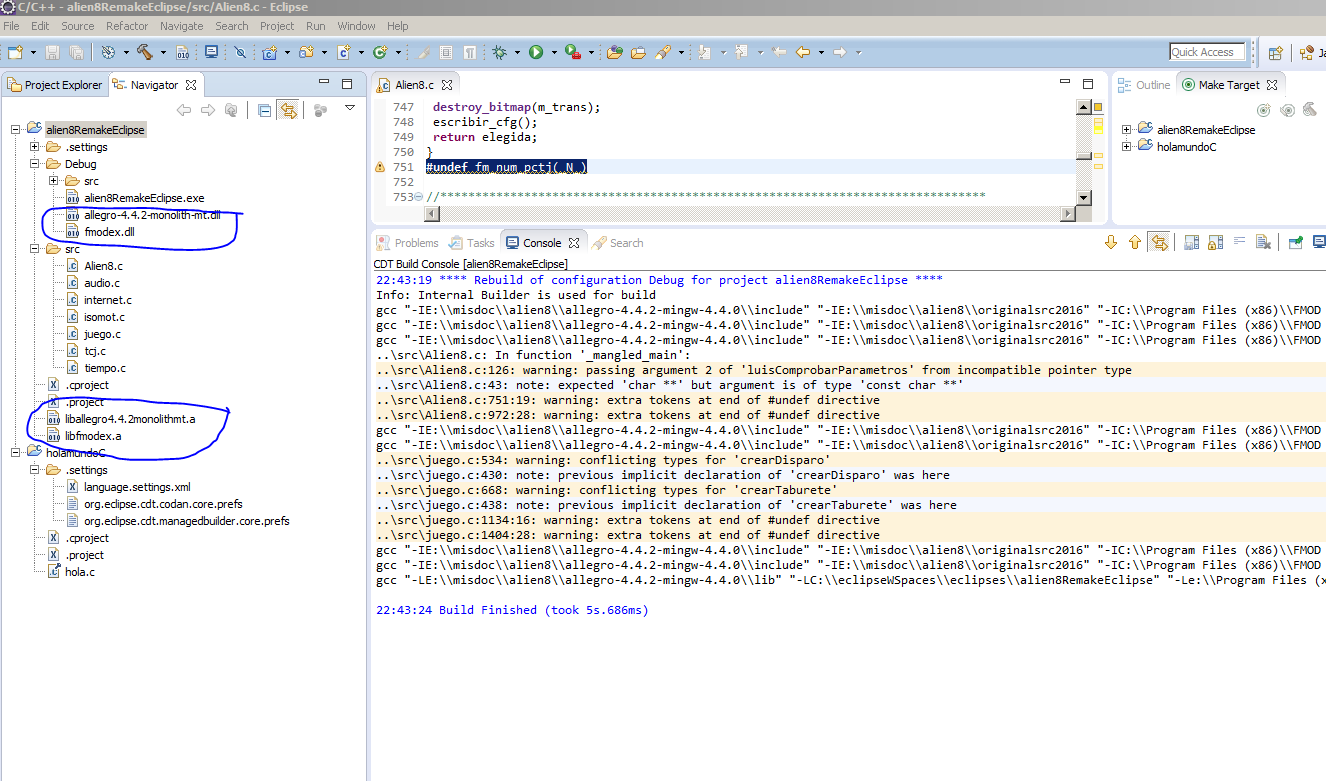 C/C++ - alien8RemakeEclipse/src/Alien8.c - Eclipse
File Edit Source Refactor Navigate Search Project Run Window Help
Quick Access
Project Explorer
Navigator
alien8RemakeEclipse
.settings
Debug
src
alien8RemakeEclipse.exe
allegro-4.4.2-monolith-mt.dll
fmodex.dll
src
Alien8.c
audio.c
internet.c
isomot.c
juego.c
tcj.c
tiempo.c
.cproject
.project
liballegro4.4.2monolithmt.a
libfmodex.a
holamundoC
.settings
language.settings.xml
org.eclipse.cdt.codan.core.prefs
org.eclipse.cdt.managedbuilder.core.prefs
.cproject
.project
hola.c
Alien8.c
747 destroy_bitmap(m_trans);
748 escribir_cfg();
749 return elegida;
750 }
751 #undef fm_num_pctj( N )
752
753 //******************************************************************************
Outline
Make Target
alien8RemakeEclipse
holamundoC
Problems Tasks Console Search
CDT Build Console [alien8RemakeEclipse]
22:43:19 **** Rebuild of configuration Debug for project alien8RemakeEclipse ****
Info: Internal Builder is used for build
gcc "-IE:\\misdoc\\alien8\\allegro-4.4.2-mingw-4.4.0\\include" "-IE:\\misdoc\\alien8\\originalsrc2016" "-IC:\\Program Files (x86)\\FMOD
gcc "-IE:\\misdoc\\alien8\\allegro-4.4.2-mingw-4.4.0\\include" "-IE:\\misdoc\\alien8\\originalsrc2016" "-IC:\\Program Files (x86)\\FMOD
gcc "-IE:\\misdoc\\alien8\\allegro-4.4.2-mingw-4.4.0\\include" "-IE:\\misdoc\\alien8\\originalsrc2016" "-IC:\\Program Files (x86)\\FMOD
..\src\Alien8.c: In function '_mangled_main':
..\src\Alien8.c:126: warning: passing argument 2 of 'luisComprobarParametros' from incompatible pointer type
..\src\Alien8.c:43: note: expected 'char **' but argument is of type 'const char **'
..\src\Alien8.c:751:19: warning: extra tokens at end of #undef directive
..\src\Alien8.c:972:28: warning: extra tokens at end of #undef directive
gcc "-IE:\\misdoc\\alien8\\allegro-4.4.2-mingw-4.4.0\\include" "-IE:\\misdoc\\alien8\\originalsrc2016" "-IC:\\Program Files (x86)\\FMOD
gcc "-IE:\\misdoc\\alien8\\allegro-4.4.2-mingw-4.4.0\\include" "-IE:\\misdoc\\alien8\\originalsrc2016" "-IC:\\Program Files (x86)\\FMOD
..\src\juego.c:534: warning: conflicting types for 'crearDisparo'
..\src\juego.c:430: note: previous implicit declaration of 'crearDisparo' was here
..\src\juego.c:668: warning: conflicting types for 'crearTaburete'
..\src\juego.c:438: note: previous implicit declaration of 'crearTaburete' was here
..\src\juego.c:1134:16: warning: extra tokens at end of #undef directive
..\src\juego.c:1404:28: warning: extra tokens at end of #undef directive
gcc "-IE:\\misdoc\\alien8\\allegro-4.4.2-mingw-4.4.0\\include" "-IE:\\misdoc\\alien8\\originalsrc2016" "-IC:\\Program Files (x86)\\FMOD
gcc "-IE:\\misdoc\\alien8\\allegro-4.4.2-mingw-4.4.0\\include" "-IE:\\misdoc\\alien8\\originalsrc2016" "-IC:\\Program Files (x86)\\FMOD
gcc "-LE:\\misdoc\\alien8\\allegro-4.4.2-mingw-4.4.0\\lib" "-LC:\\eclipseWSpaces\\eclipses\\alien8RemakeEclipse" "-Le:\\Program Files (x
22:43:24 Build Finished (took 5s.686ms)